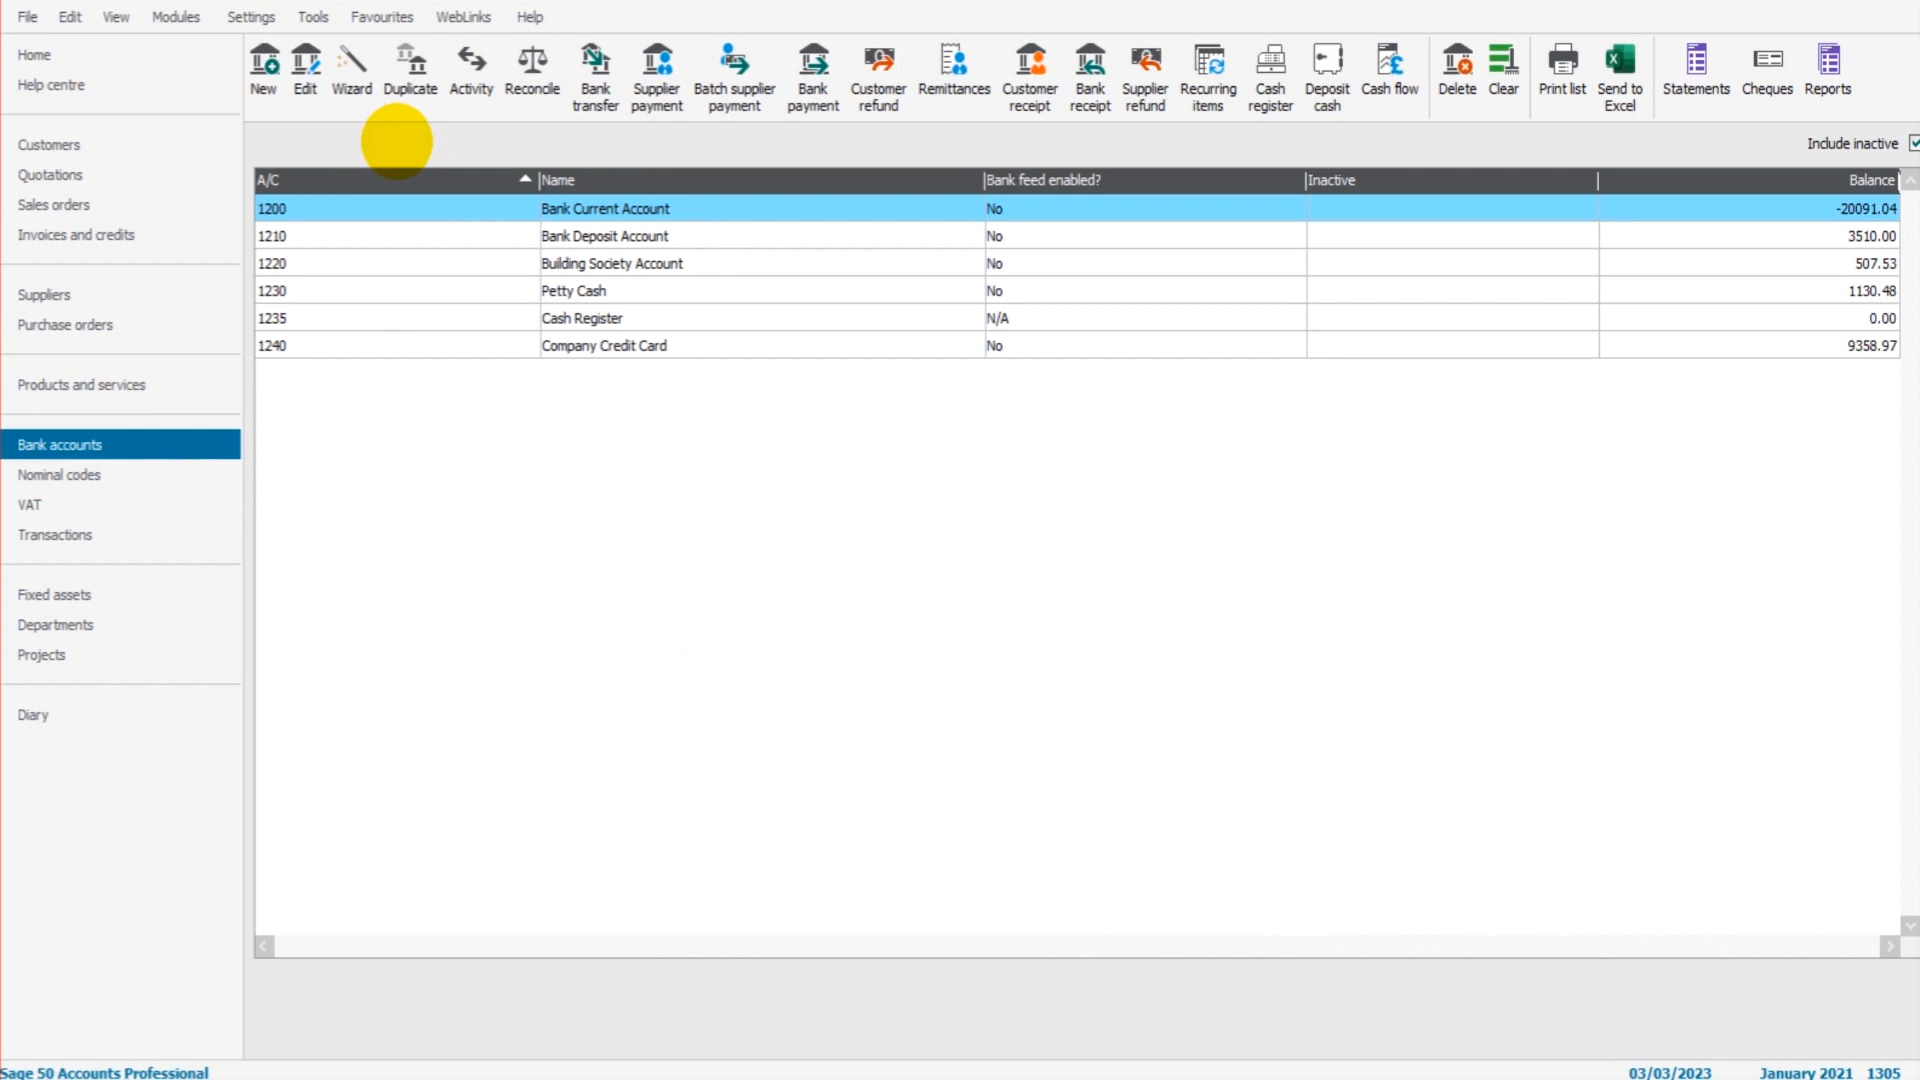 File Edit View Modules Settings Tools Favourites WebLinks Help
Home
Help centre
Customers
Quotations
Sales orders
Invoices and credits
Suppliers
Purchase orders
Products and services
Bank accounts
Nominal codes
VAT
Transactions
Fixed assets
Departments
Projects
Diary
New Edit Wizard Duplicate Activity Reconcile Bank transfer Supplier payment Batch supplier payment Bank payment Customer refund Remittances Customer receipt Bank receipt Supplier refund Recurring items Cash register Deposit cash Cash flow Delete Clear Print list Send to Excel Statements Cheques Reports
Include inactive
A/C Name Bank feed enabled? Inactive Balance
1200 Bank Current Account No -20091.04
1210 Bank Deposit Account No 3510.00
1220 Building Society Account No 507.53
1230 Petty Cash No 1130.48
1235 Cash Register N/A 0.00
1240 Company Credit Card No 9358.97
Sage 50 Accounts Professional 03/03/2023 January 2021 1305